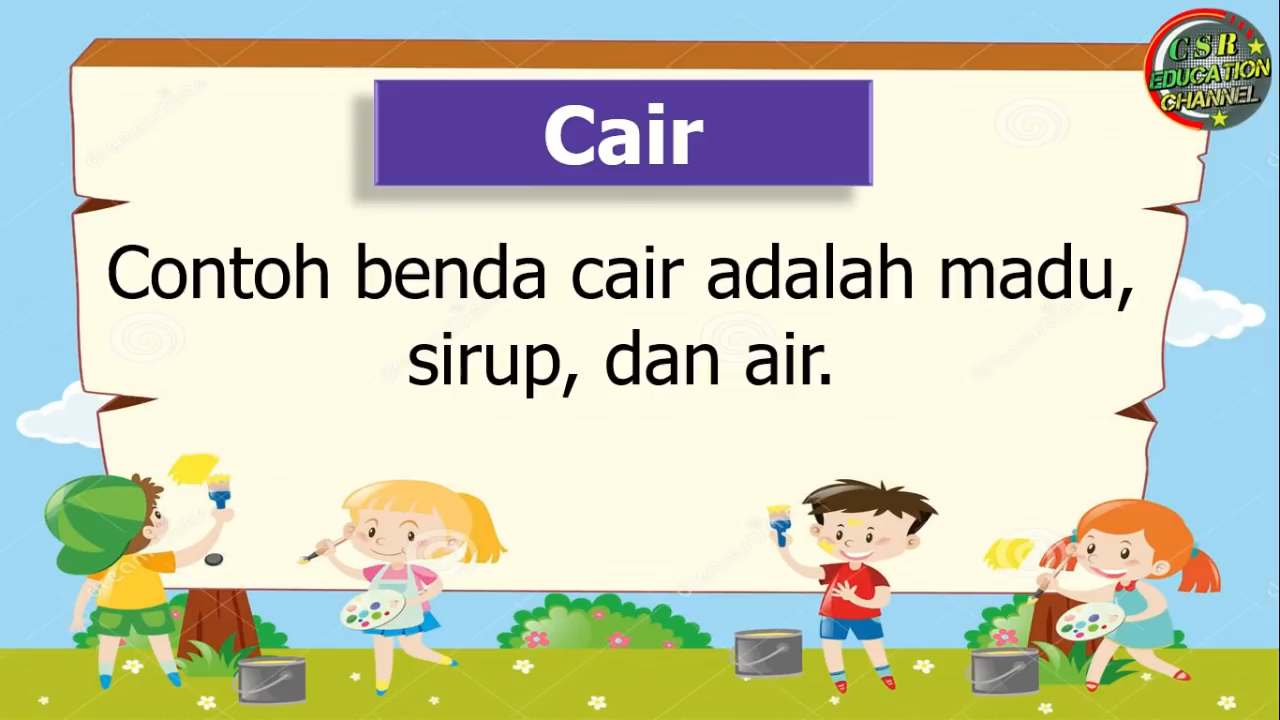 CSR
EDUCATION
CHANNEL
Cair
Contoh benda cair adalah madu,
sirup, dan air.